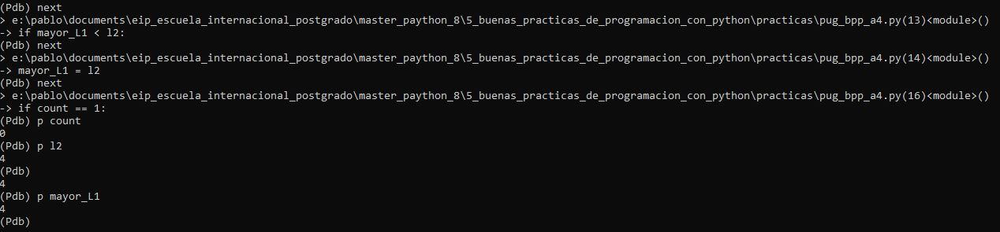 (Pdb) next
> e:\pablo\documents\eip_escuela_internacional_postgrado\master_paython_8\5_buenas_practicas_de_programacion_con_python\practicas\pug_bpp_a4.py(13)<module>()
-> if mayor_L1 < l2:
(Pdb) next
> e:\pablo\documents\eip_escuela_internacional_postgrado\master_paython_8\5_buenas_practicas_de_programacion_con_python\practicas\pug_bpp_a4.py(14)<module>()
-> mayor_L1 = l2
(Pdb) next
> e:\pablo\documents\eip_escuela_internacional_postgrado\master_paython_8\5_buenas_practicas_de_programacion_con_python\practicas\pug_bpp_a4.py(16)<module>()
-> if count == 1:
(Pdb) p count
0
(Pdb) p l2
4
(Pdb)
4
(Pdb) p mayor_L1
4
(Pdb)